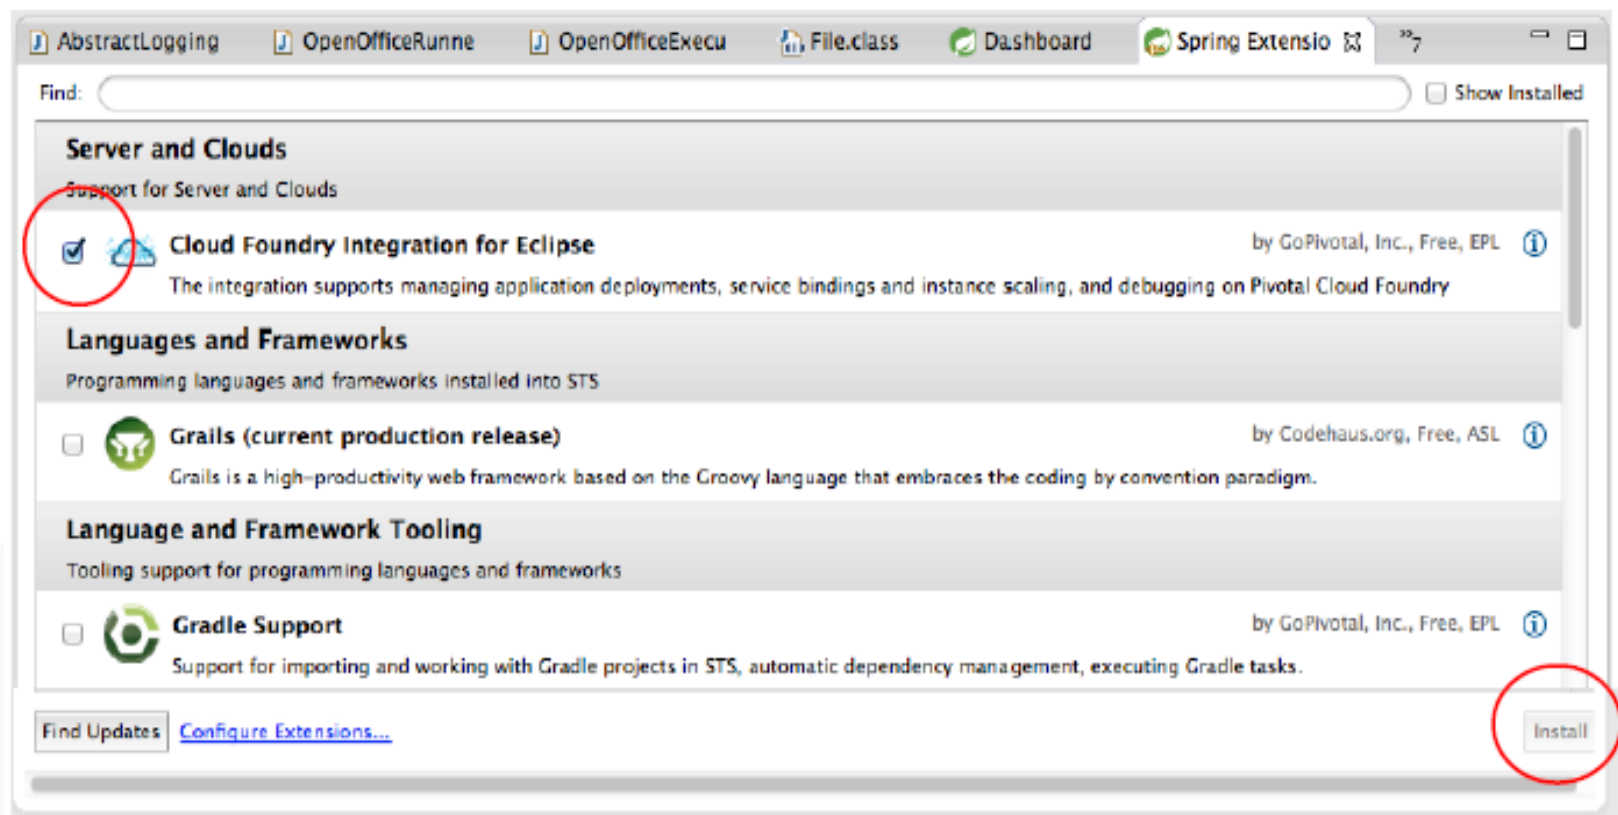 AbstractLogging OpenOfficeRunne OpenOfficeExecu File.class Dashboard Spring Extensio »7
Find: Show Installed
Server and Clouds
Support for Server and Clouds
Cloud Foundry Integration for Eclipse by GoPivotal, Inc., Free, EPL
The integration supports managing application deployments, service bindings and instance scaling, and debugging on Pivotal Cloud Foundry
Languages and Frameworks
Programming languages and frameworks installed into STS
Grails (current production release) by Codehaus.org, Free, ASL
Grails is a high-productivity web framework based on the Groovy language that embraces the coding by convention paradigm.
Language and Framework Tooling
Tooling support for programming languages and frameworks
Gradle Support by GoPivotal, Inc., Free, EPL
Support for importing and working with Gradle projects in STS, automatic dependency management, executing Gradle tasks.
Find Updates Configure Extensions... Install